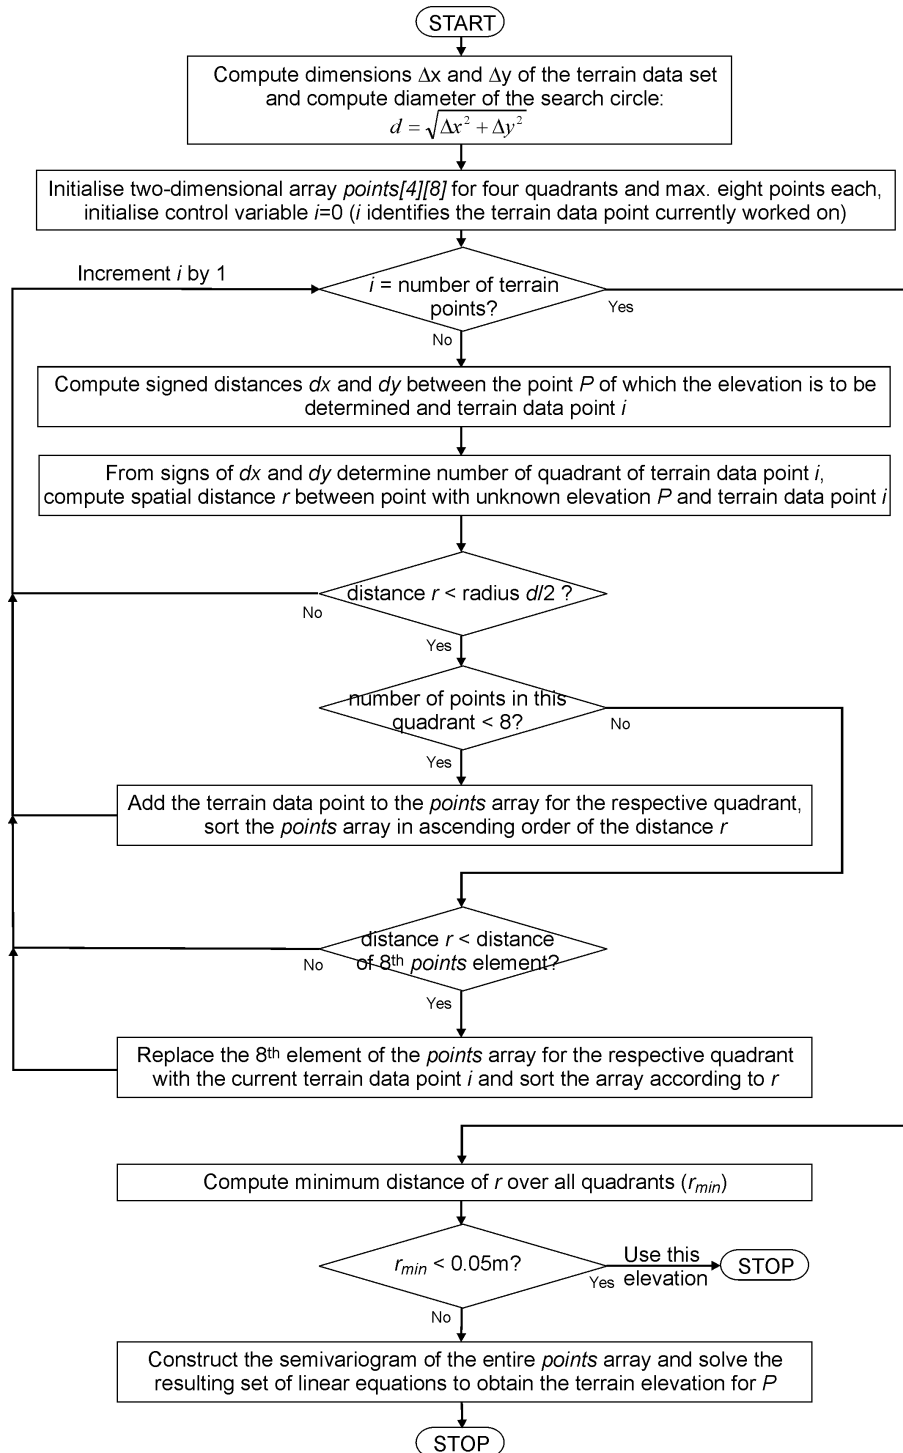 START
Compute dimensions Δx and Δy of the terrain data set
and compute diameter of the search circle:
d = √(Δx² + Δy²)
Initialise two-dimensional array points[4][8] for four quadrants and max. eight points each,
initialise control variable i=0 (i identifies the terrain data point currently worked on)
Increment i by 1
i = number of terrain
points?
Yes
No
Compute signed distances dx and dy between the point P of which the elevation is to be
determined and terrain data point i
From signs of dx and dy determine number of quadrant of terrain data point i,
compute spatial distance r between point with unknown elevation P and terrain data point i
distance r < radius d/2 ?
No
Yes
number of points in this
quadrant < 8?
No
Yes
Add the terrain data point to the points array for the respective quadrant,
sort the points array in ascending order of the distance r
distance r < distance
of 8th points element?
No
Yes
Replace the 8th element of the points array for the respective quadrant
with the current terrain data point i and sort the array according to r
Compute minimum distance of r over all quadrants (rmin)
rmin < 0.05m?
Yes
Use this
elevation
STOP
No
Construct the semivariogram of the entire points array and solve the
resulting set of linear equations to obtain the terrain elevation for P
STOP